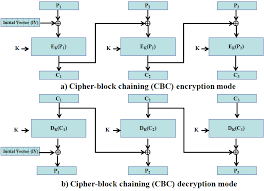 P1 P2 P3
Initial Vector (IV)
K EK(P1) K EK(P2) K EK(P3)
C1 C2 C3
a) Cipher-block chaining (CBC) encryption mode
C1 C2 C3
K DK(C1) K DK(C2) K DK(C3)
Initial Vector (IV)
P1 P2 P3
b) Cipher-block chaining (CBC) decryption mode